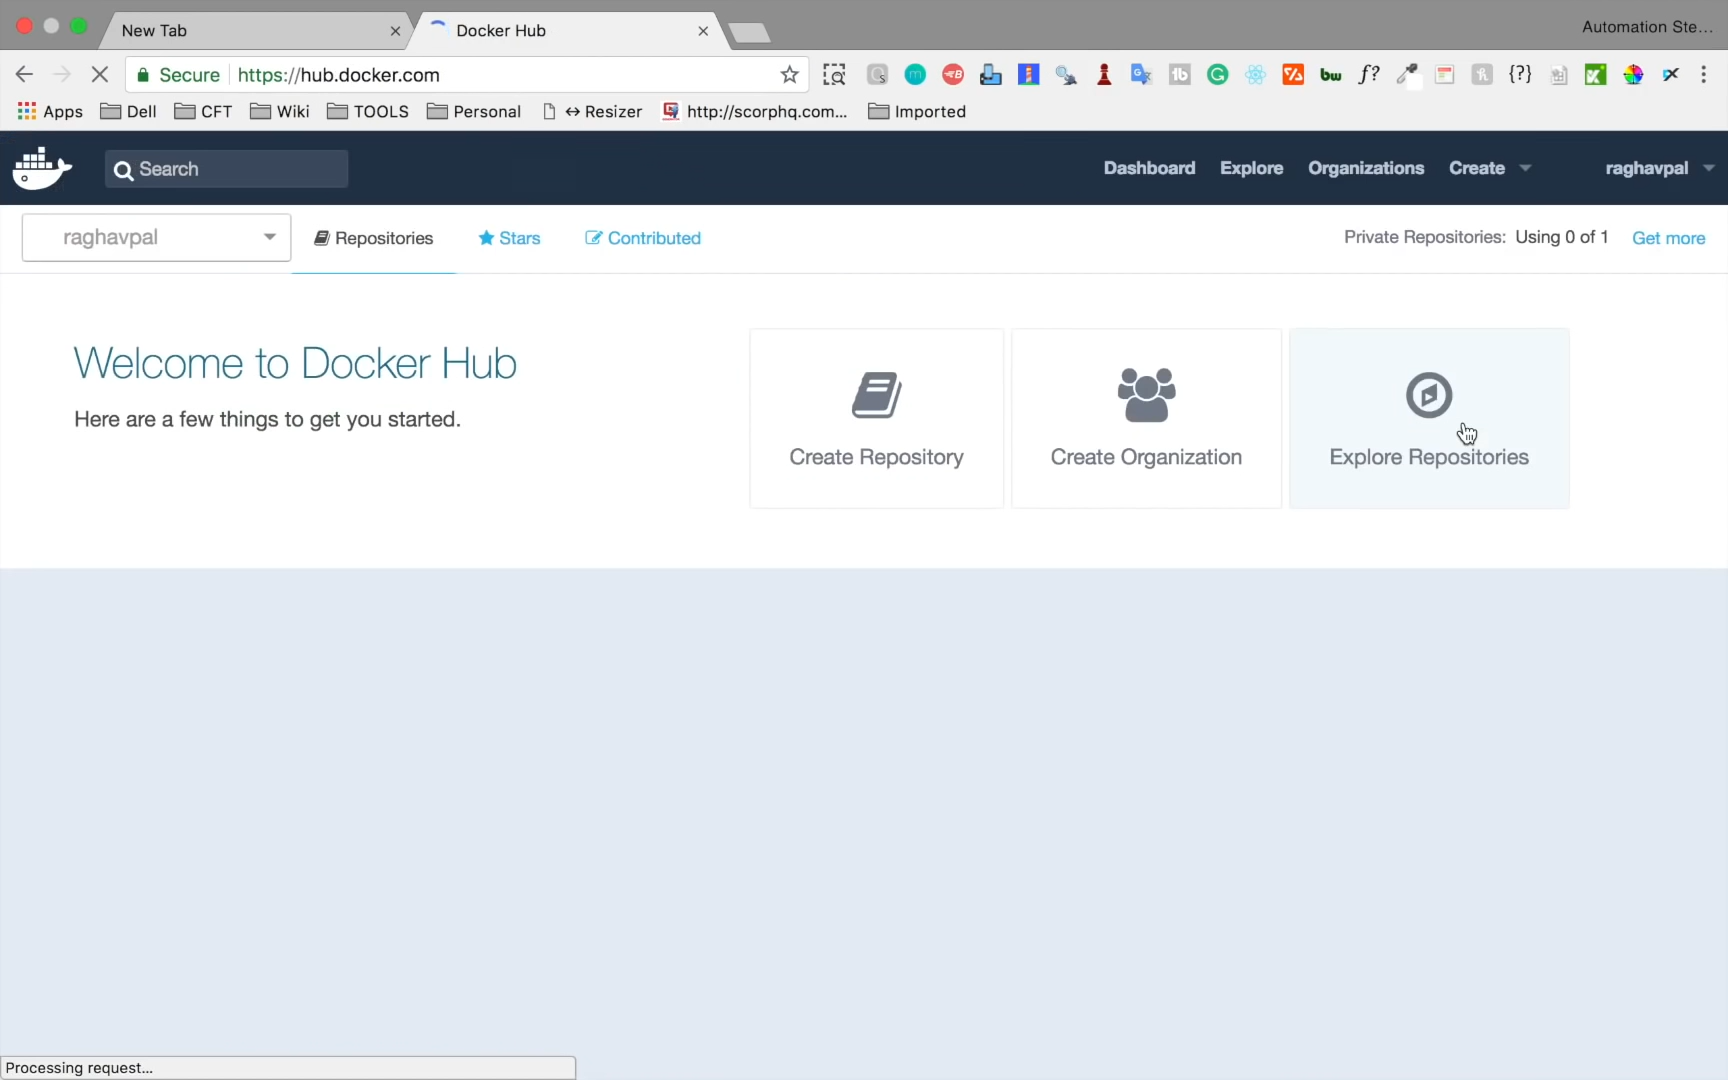 New Tab
Docker Hub
Automation Ste...
Secure
https://hub.docker.com
Apps
Dell
CFT
Wiki
TOOLS
Personal
↔ Resizer
http://scorphq.com...
Imported
Search
Dashboard
Explore
Organizations
Create
raghavpal
raghavpal
Repositories
Stars
Contributed
Private Repositories: Using 0 of 1
Get more
Welcome to Docker Hub
Here are a few things to get you started.
Create Repository
Create Organization
Explore Repositories
Processing request...